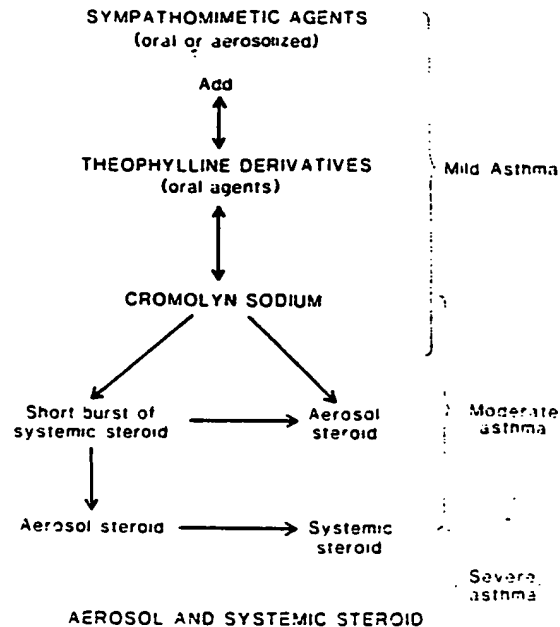 SYMPATHOMIMETIC AGENTS
(oral or aerosolized)
Add
THEOPHYLLINE DERIVATIVES
(oral agents)
Mild Asthma
CROMOLYN SODIUM
Short burst of
systemic steroid
Aerosol
steroid
Moderate
asthma
Aerosol steroid
Systemic
steroid
Severe
asthma
AEROSOL AND SYSTEMIC STEROID